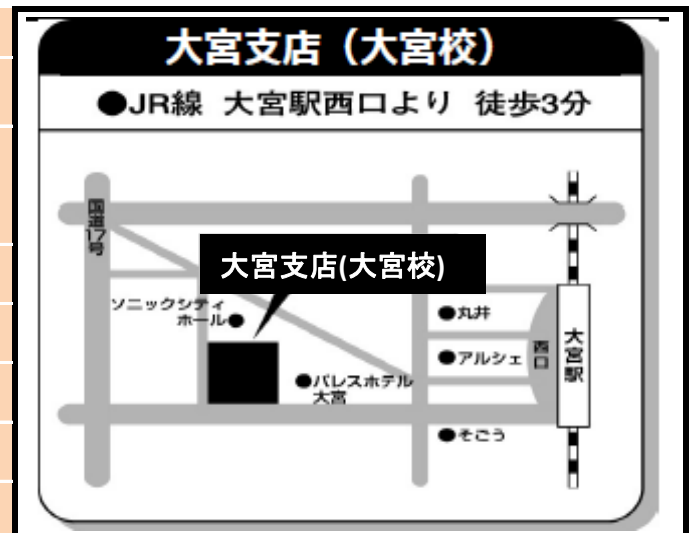 大宮支店（大宮校）
●JR線 大宮駅西口より 徒歩3分
国道17号
大宮支店(大宮校)
ソニックシティ
ホール●
●丸井
●アルシェ
西口
大宮駅
●パレスホテル
大宮
●そごう